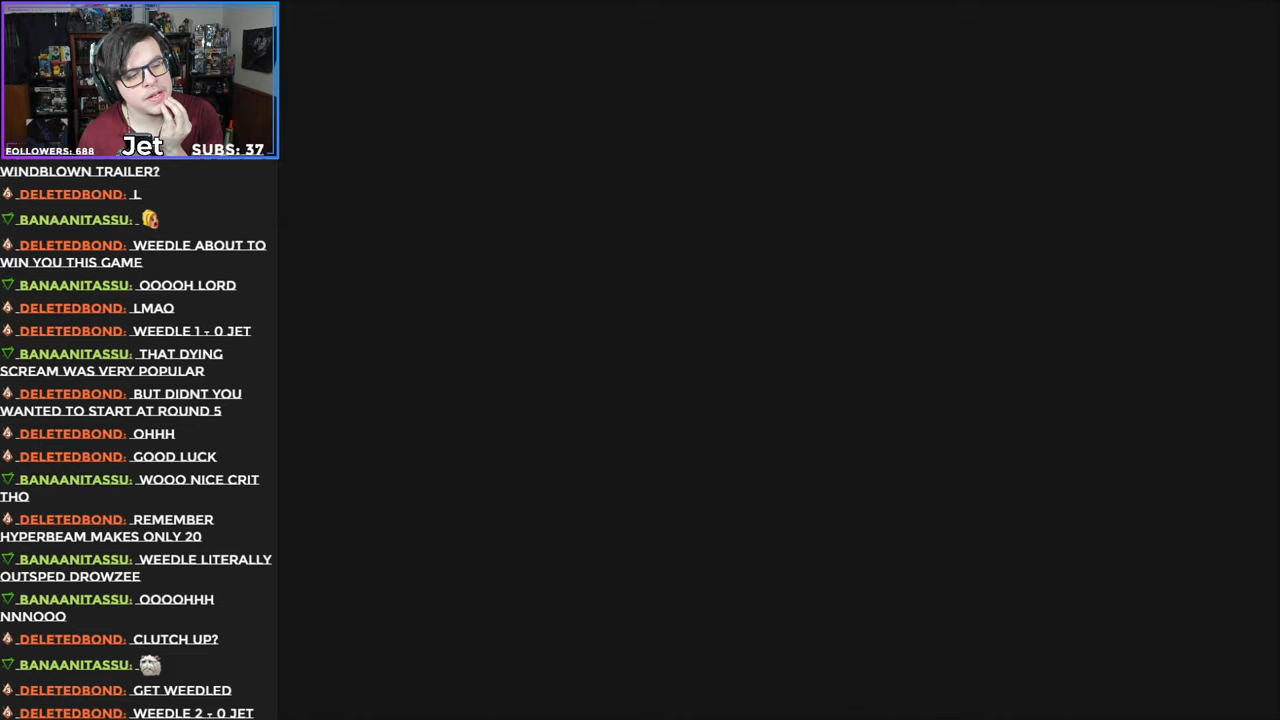 Jet
FOLLOWERS: 688
SUBS: 37
WINDBLOWN TRAILER?
DELETEDBOND: L
BANAANITASSU:
DELETEDBOND: WEEDLE ABOUT TO
WIN YOU THIS GAME
BANAANITASSU: OOOOH LORD
DELETEDBOND: LMAO
DELETEDBOND: WEEDLE 1 - 0 JET
BANAANITASSU: THAT DYING
SCREAM WAS VERY POPULAR
DELETEDBOND: BUT DIDNT YOU
WANTED TO START AT ROUND 5
DELETEDBOND: OHHH
DELETEDBOND: GOOD LUCK
BANAANITASSU: WOOO NICE CRIT
THO
DELETEDBOND: REMEMBER
HYPERBEAM MAKES ONLY 20
BANAANITASSU: WEEDLE LITERALLY
OUTSPED DROWZEE
BANAANITASSU: OOOOHHH
NNNOOO
DELETEDBOND: CLUTCH UP?
BANAANITASSU:
DELETEDBOND: GET WEEDLED
DELETEDBOND: WEEDLE 2 - 0 JET